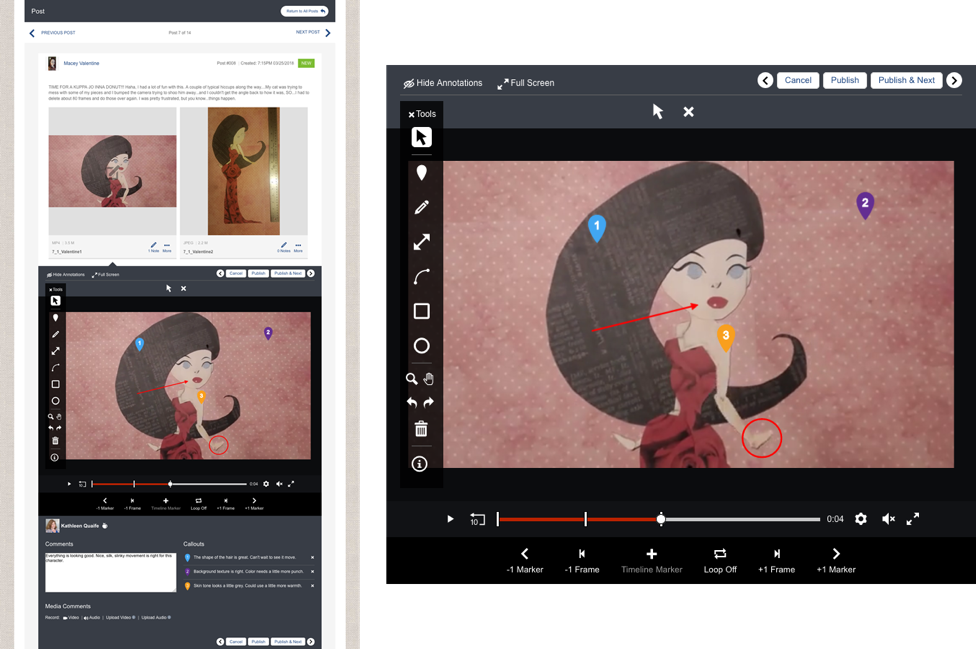 Post
Return to All Posts
PREVIOUS POST
Post 7 of 14
NEXT POST
Macey Valentine
Post #009 | Created: 7:15PM 03/25/2018
NEW
TIME FOR A KUPPA JO INNA DONUT!!! Haha. I had a lot of fun with this. A couple of typical hiccups along the way....My cat was trying to
mess with some of my pieces and I bumped the camera trying to shoo him away...and I couldn't get the angle back to how it was. SO...I had to
delete about 60 frames and do those over again. I was pretty frustrated, but you know...things happen.
MP4 | 1.0 M
7_1_Valentine1
1 Note
More
JPEG | 2.2 M
7_1_Valentine2
0 Notes
More
Hide Annotations
Full Screen
Cancel
Publish
Publish & Next
Tools
1
2
3
0:04
-1 Marker
-1 Frame
Timeline Marker
Loop Off
+1 Frame
+1 Marker
Kathleen Quaife
Comments
Everything is looking good. Nice, silk, slinky movement is right for this
character.
Callouts
The shape of the hair is great. Can't wait to see it move.
Background texture is right. Color needs a little more punch.
Skin tone looks a little grey. Could use a little more warmth.
Media Comments
Record: Video | Audio | Upload Video | Upload Audio
Cancel
Publish
Publish & Next
Hide Annotations
Full Screen
Cancel
Publish
Publish & Next
Tools
1
2
3
10
0:04
-1 Marker
-1 Frame
Timeline Marker
Loop Off
+1 Frame
+1 Marker